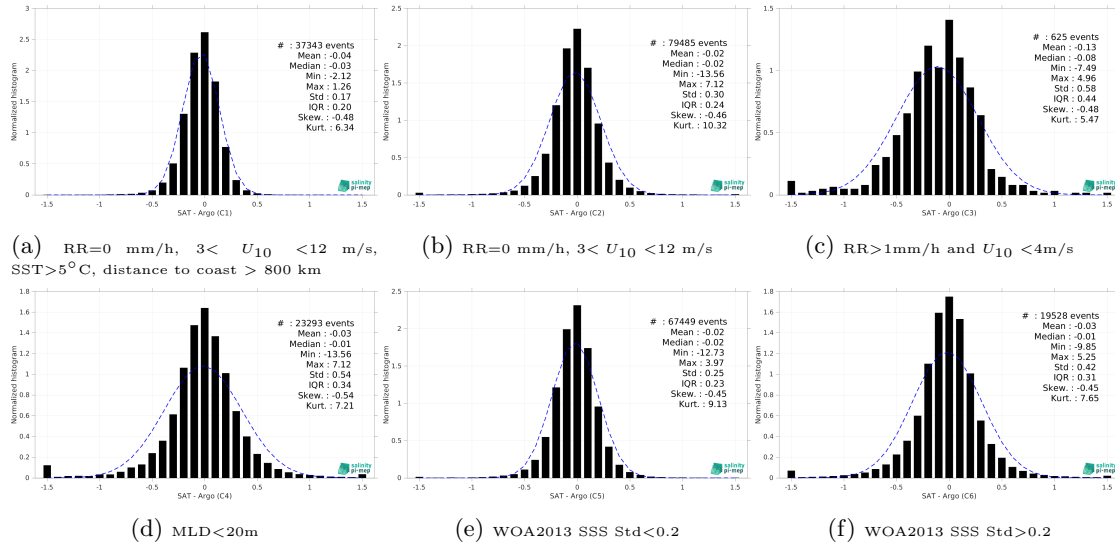 3
2.5
2
1.5
1
0.5
0
Normalized histogram
# : 37343 events
Mean : -0.04
Median : -0.03
Min : -2.12
Max : 1.26
Std : 0.17
IQR : 0.20
Skew. : -0.48
Kurt. : 6.34
salinity
pi-mep
-1.5 -1 -0.5 0 0.5 1 1.5
SAT - Argo (C1)
(a) RR=0 mm/h, 3< U10 <12 m/s,
SST>5°C, distance to coast > 800 km
2.5
2
1.5
1
0.5
0
Normalized histogram
# : 79485 events
Mean : -0.02
Median : -0.02
Min : -13.56
Max : 7.12
Std : 0.30
IQR : 0.24
Skew. : -0.46
Kurt. : 10.32
salinity
pi-mep
-1.5 -1 -0.5 0 0.5 1 1.5
SAT - Argo (C2)
(b) RR=0 mm/h, 3< U10 <12 m/s
1.5
1
0.5
0
Normalized histogram
# : 625 events
Mean : -0.13
Median : -0.08
Min : -7.49
Max : 4.96
Std : 0.58
IQR : 0.44
Skew. : -0.48
Kurt. : 5.47
salinity
pi-mep
-1.5 -1 -0.5 0 0.5 1 1.5
SAT - Argo (C3)
(c) RR>1mm/h and U10 <4m/s
1.8
1.6
1.4
1.2
1
0.8
0.6
0.4
0.2
0
Normalized histogram
# : 23293 events
Mean : -0.03
Median : -0.01
Min : -13.56
Max : 7.12
Std : 0.54
IQR : 0.34
Skew. : -0.54
Kurt. : 7.21
salinity
pi-mep
-1.5 -1 -0.5 0 0.5 1 1.5
SAT - Argo (C4)
(d) MLD<20m
2.5
2
1.5
1
0.5
0
Normalized histogram
# : 67449 events
Mean : -0.02
Median : -0.02
Min : -12.73
Max : 3.97
Std : 0.25
IQR : 0.23
Skew. : -0.45
Kurt. : 9.13
salinity
pi-mep
-1.5 -1 -0.5 0 0.5 1 1.5
SAT - Argo (C5)
(e) WOA2013 SSS Std<0.2
1.8
1.6
1.4
1.2
1
0.8
0.6
0.4
0.2
0
Normalized histogram
# : 19528 events
Mean : -0.03
Median : -0.01
Min : -9.85
Max : 5.25
Std : 0.42
IQR : 0.31
Skew. : -0.45
Kurt. : 7.65
salinity
pi-mep
-1.5 -1 -0.5 0 0.5 1 1.5
SAT - Argo (C6)
(f) WOA2013 SSS Std>0.2